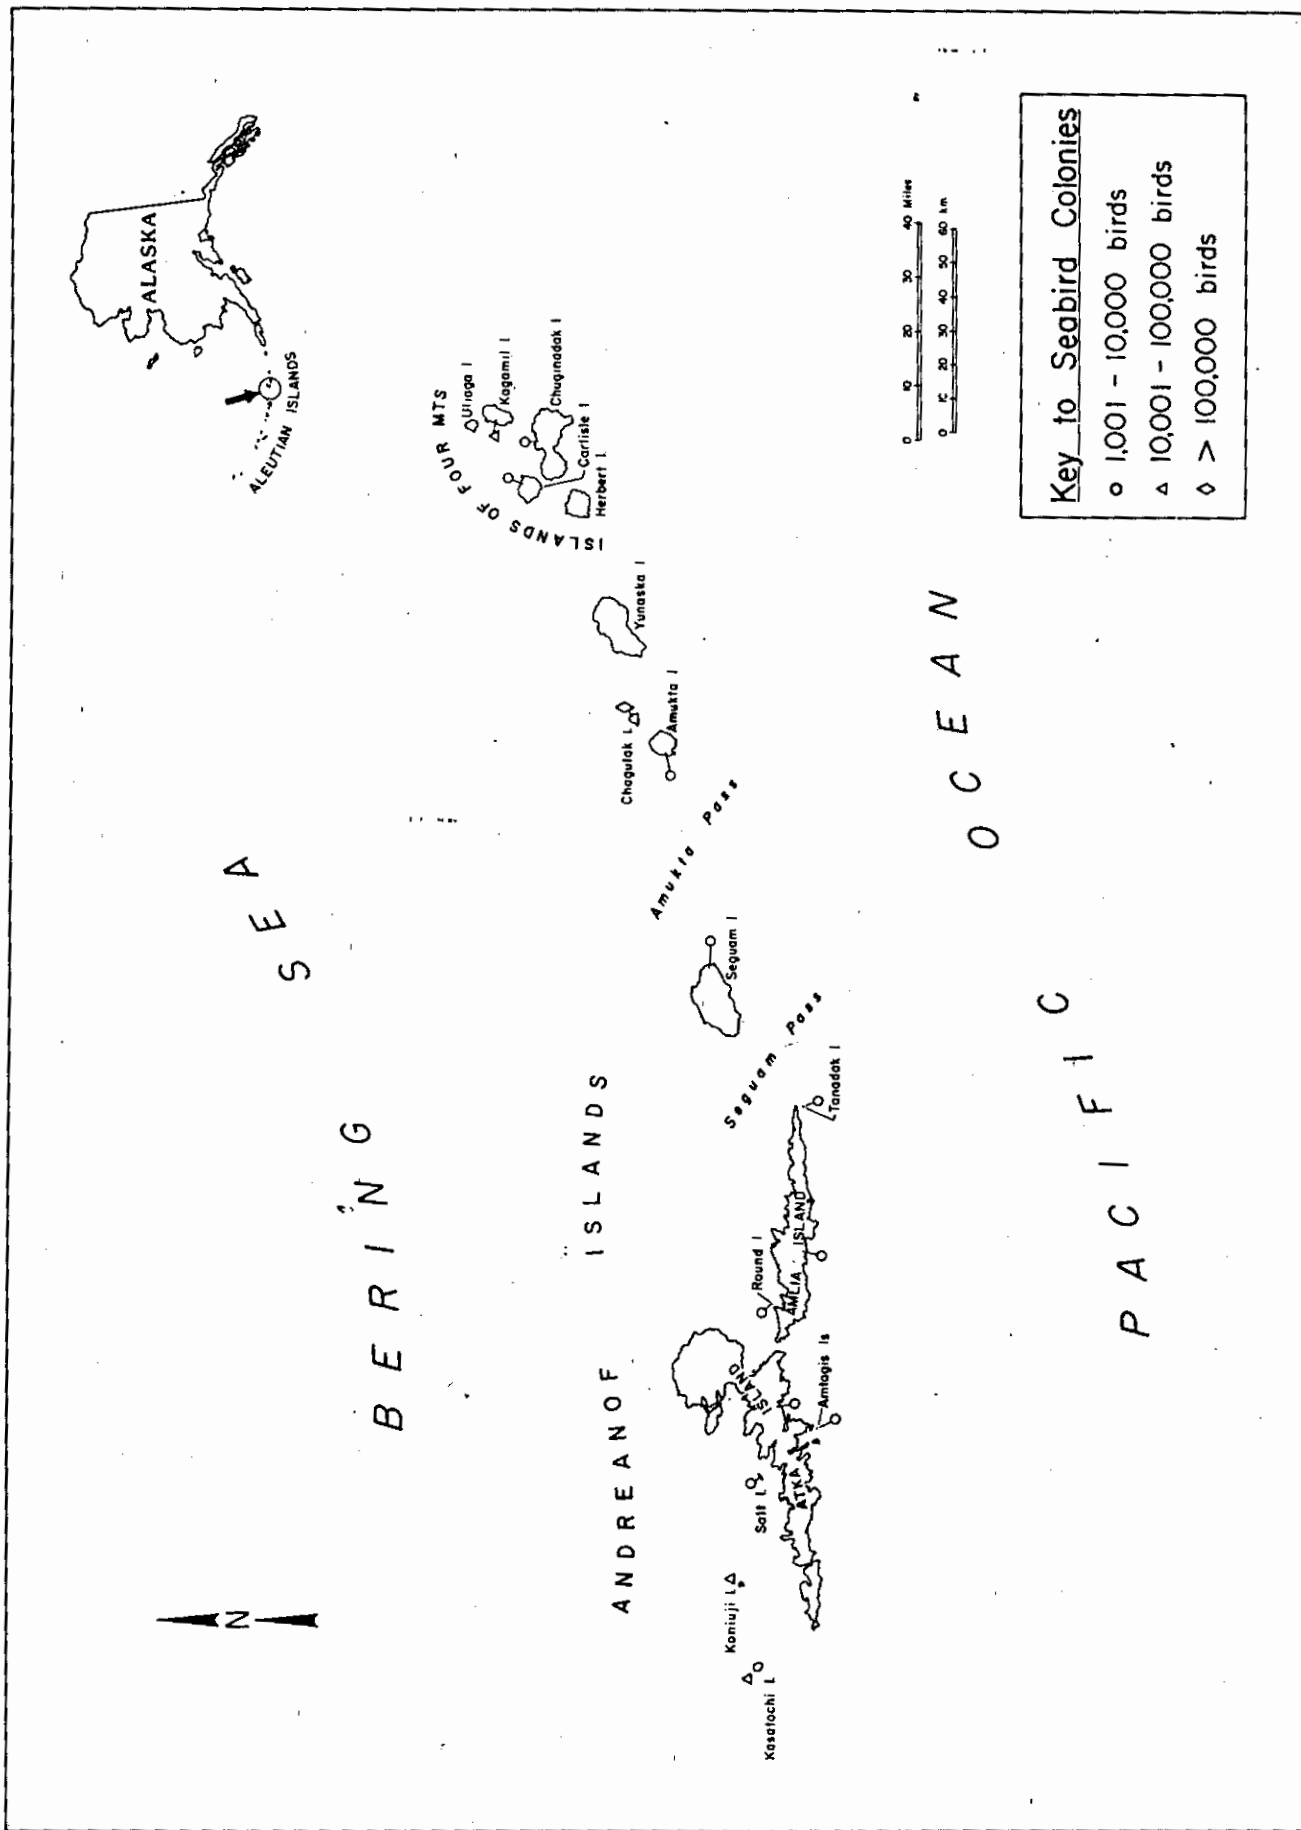 ALASKA
ALEUTIAN ISLANDS
BERING SEA
ISLANDS OF FOUR MTS
Uliaga I
Kagamil I
Chuginadak I
Carlisle I
Herbert I.
Yunaska I
Chagulak I.
Amukta I
Amukta Pass
Seguam I
Seguam Pass
ANDREANOF ISLANDS
Tanadak I
Round I
AMLIA ISLAND
ATKA ISLAND
Amtagis Is
Salt I.
Koniuji I.
Kasatochi I.
N
PACIFIC OCEAN
0 10 20 30 40 Miles
0 10 20 30 40 50 60 km
Key to Seabird Colonies
1,001 - 10,000 birds
10,001 - 100,000 birds
> 100,000 birds